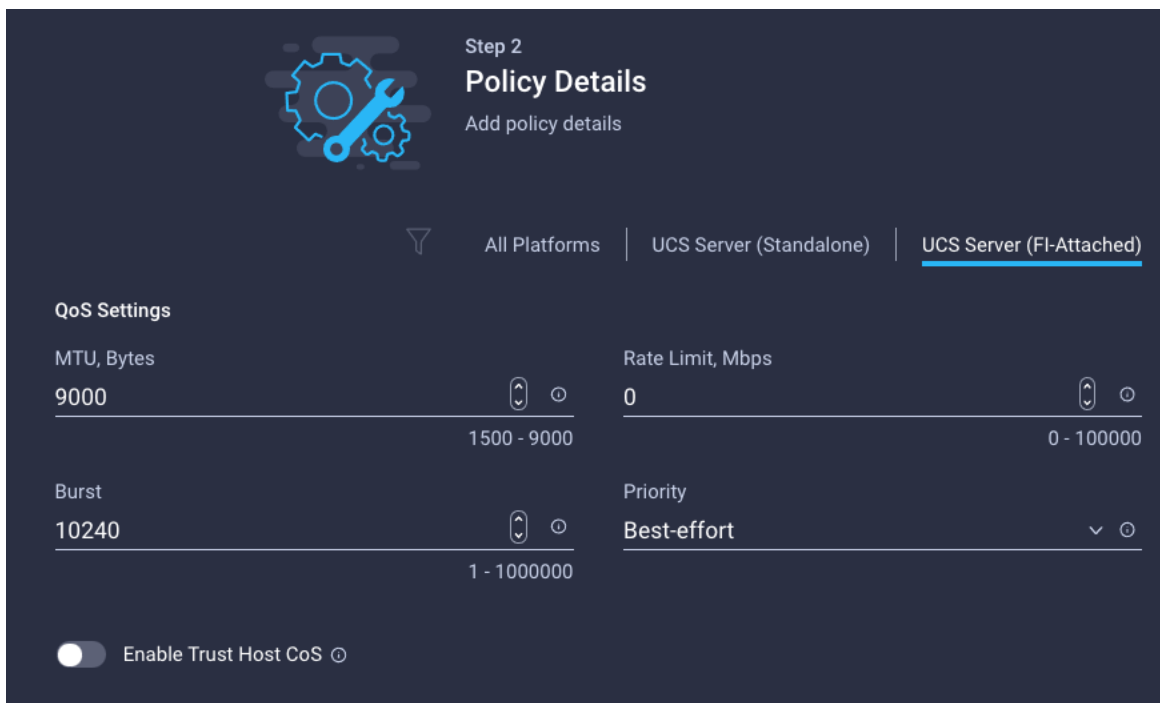 Step 2
Policy Details
Add policy details
All Platforms
UCS Server (Standalone)
UCS Server (FI-Attached)
QoS Settings
MTU, Bytes
Rate Limit, Mbps
9000
0
1500 - 9000
0 - 100000
Burst
Priority
10240
Best-effort
1 - 1000000
Enable Trust Host CoS